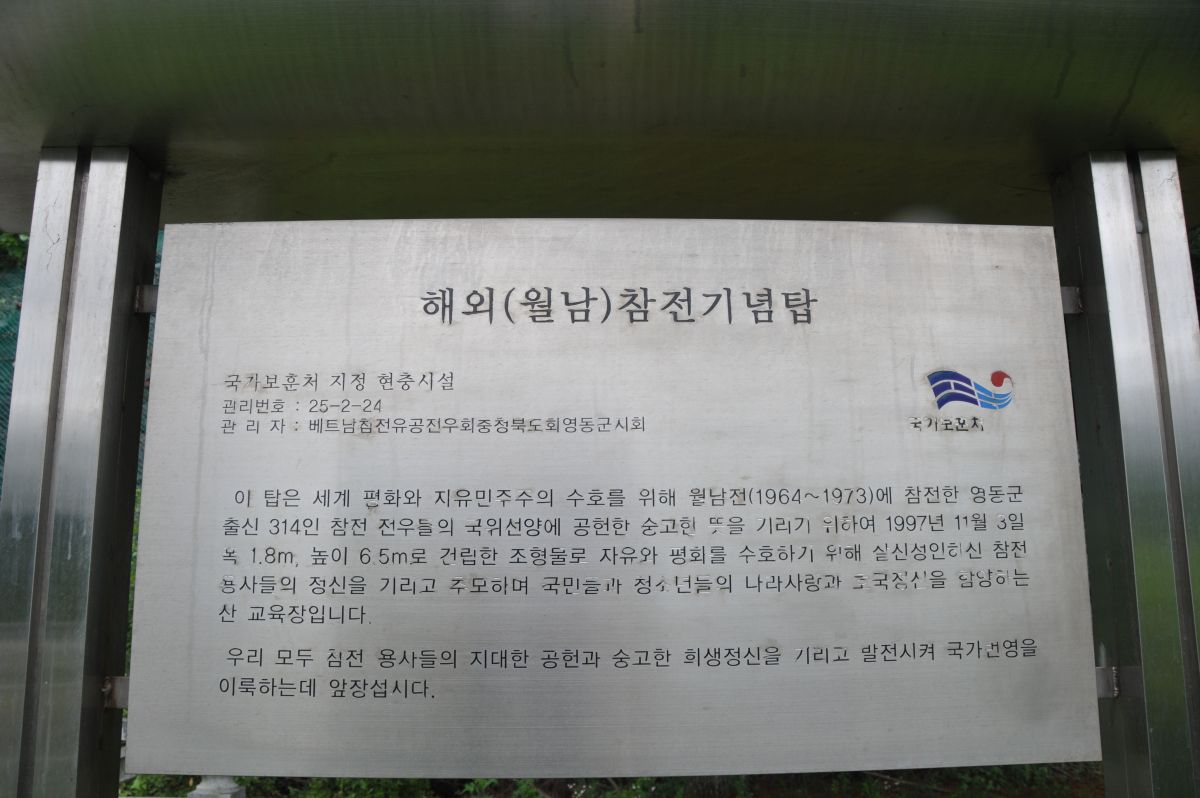 해외(월남)참전기념탑
국가보훈처 지정 현충시설
관리번호 : 25-2-24
관 리 자 : 베트남참전유공전우회충청북도회영동군지회
국가보훈처
이 탑은 세계 평화와 자유민주주의 수호를 위해 월남전(1964~1973)에 참전한 영동군
출신 314인 참전 전우들의 국위선양에 공헌한 숭고한 뜻을 기리기 위하여 1997년 11월 3일
폭 1.8m, 높이 6.5m로 건립한 조형물로 자유와 평화를 수호하기 위해 살신성인하신 참전
용사들의 정신을 기리고 추모하며 국민들과 청소년들의 나라사랑과 호국정신을 함양하는
산 교육장입니다.
우리 모두 참전 용사들의 지대한 공헌과 숭고한 희생정신을 기리고 발전시켜 국가번영을
이룩하는데 앞장섭시다.